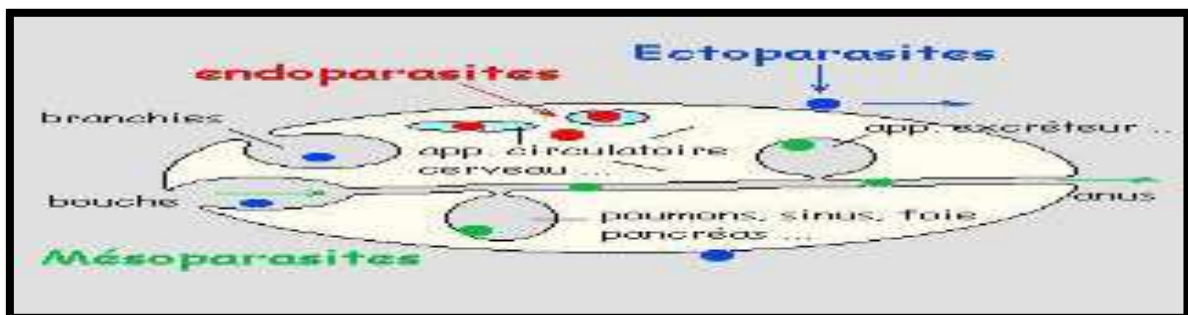 Ectoparasites
endoparasites
branchies
app. excréteur ...
app. circulatoire
cerveau ...
bouche
anus
poumons, sinus, foie
pancréas ...
Mésoparasites